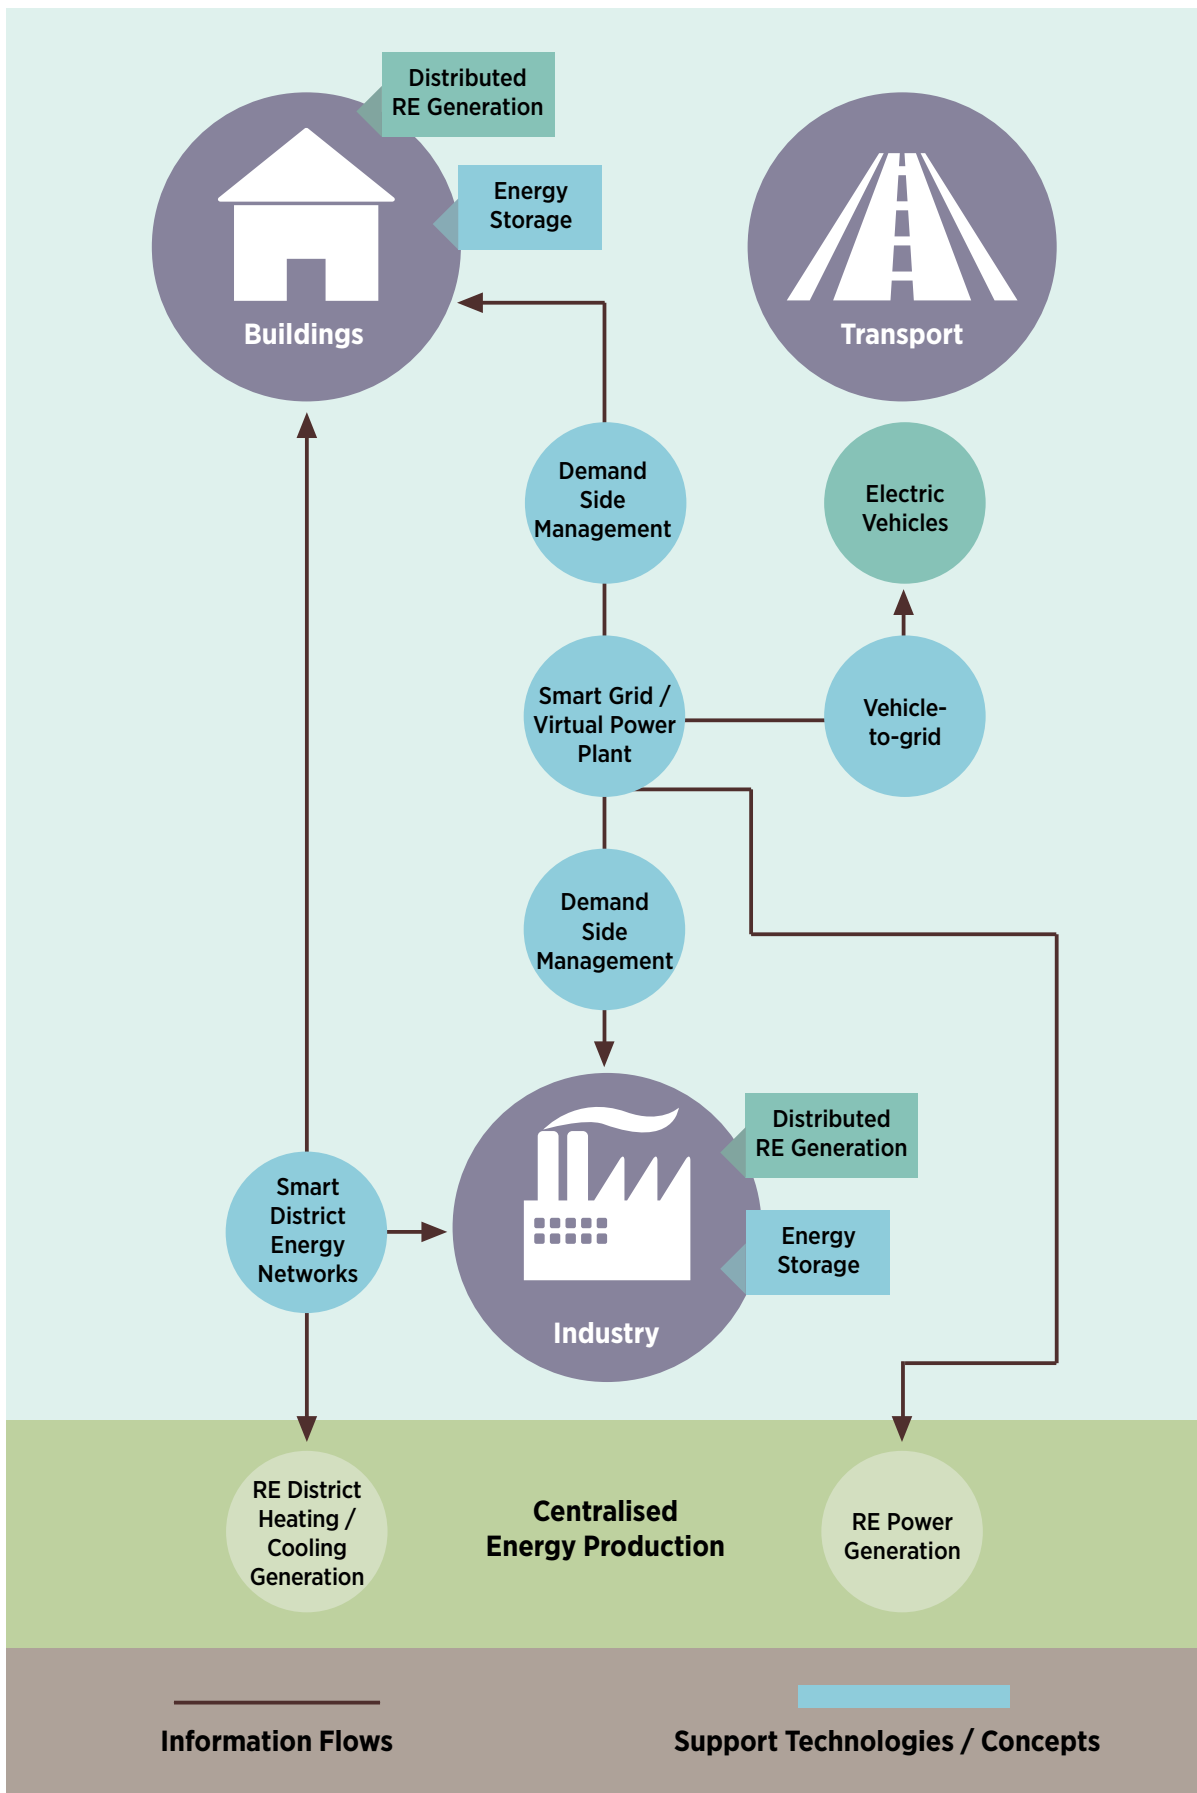 Distributed
RE Generation
Energy
Storage
Buildings
Transport
Demand
Side
Management
Electric
Vehicles
Smart Grid /
Virtual Power
Plant
Vehicle-
to-grid
Demand
Side
Management
Distributed
RE Generation
Energy
Storage
Industry
Smart
District
Energy
Networks
RE District
Heating /
Cooling
Generation
Centralised
Energy Production
RE Power
Generation
Information Flows
Support Technologies / Concepts